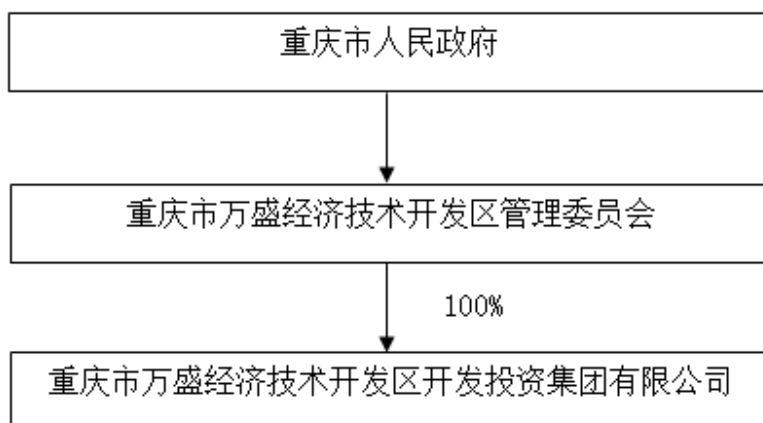 重庆市人民政府
重庆市万盛经济技术开发区管理委员会
100%
重庆市万盛经济技术开发区开发投资集团有限公司